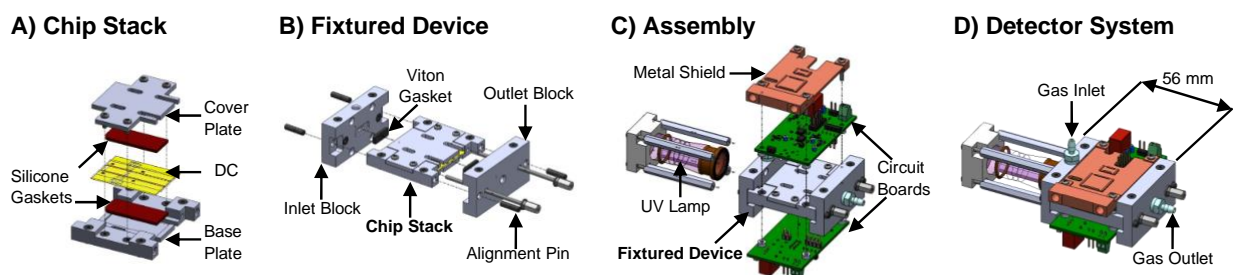 A) Chip Stack
Cover
Plate
Silicone
Gaskets
DC
Base
Plate
B) Fixtured Device
Viton
Gasket
Outlet Block
Inlet Block
Chip Stack
Alignment Pin
C) Assembly
Metal Shield
Circuit
Boards
UV Lamp
Fixtured Device
D) Detector System
56 mm
Gas Inlet
Gas Outlet